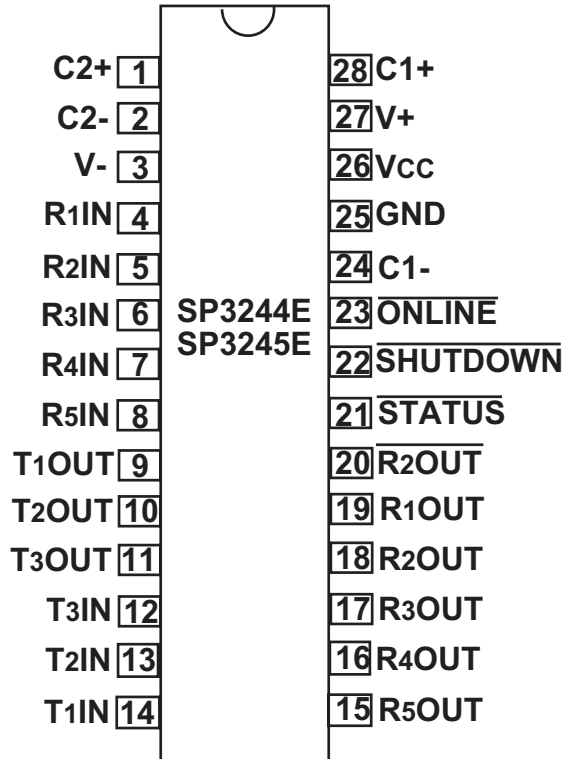 C2+ 1
C2- 2
V- 3
R1IN 4
R2IN 5
R3IN 6
R4IN 7
R5IN 8
T1OUT 9
T2OUT 10
T3OUT 11
T3IN 12
T2IN 13
T1IN 14
SP3244E
SP3245E
28 C1+
27 V+
26 VCC
25 GND
24 C1-
23 ONLINE
22 SHUTDOWN
21 STATUS
20 R2OUT
19 R1OUT
18 R2OUT
17 R3OUT
16 R4OUT
15 R5OUT